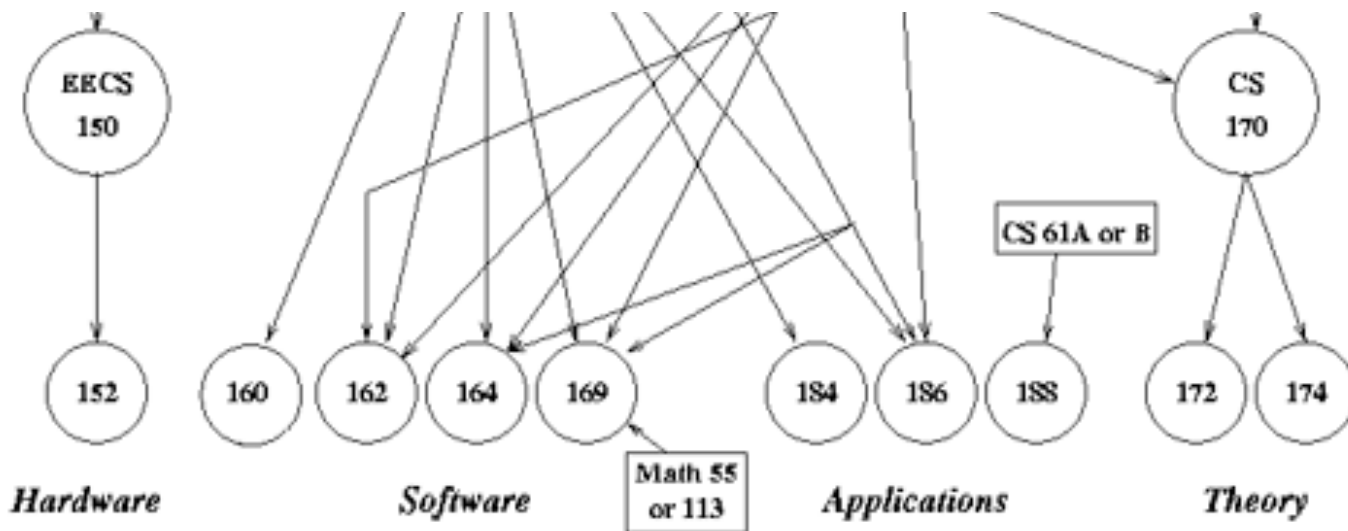 EECS
150
CS
170
CS 61A or B
152
160
162
164
169
184
186
188
172
174
Math 55
or 113
Hardware
Software
Applications
Theory